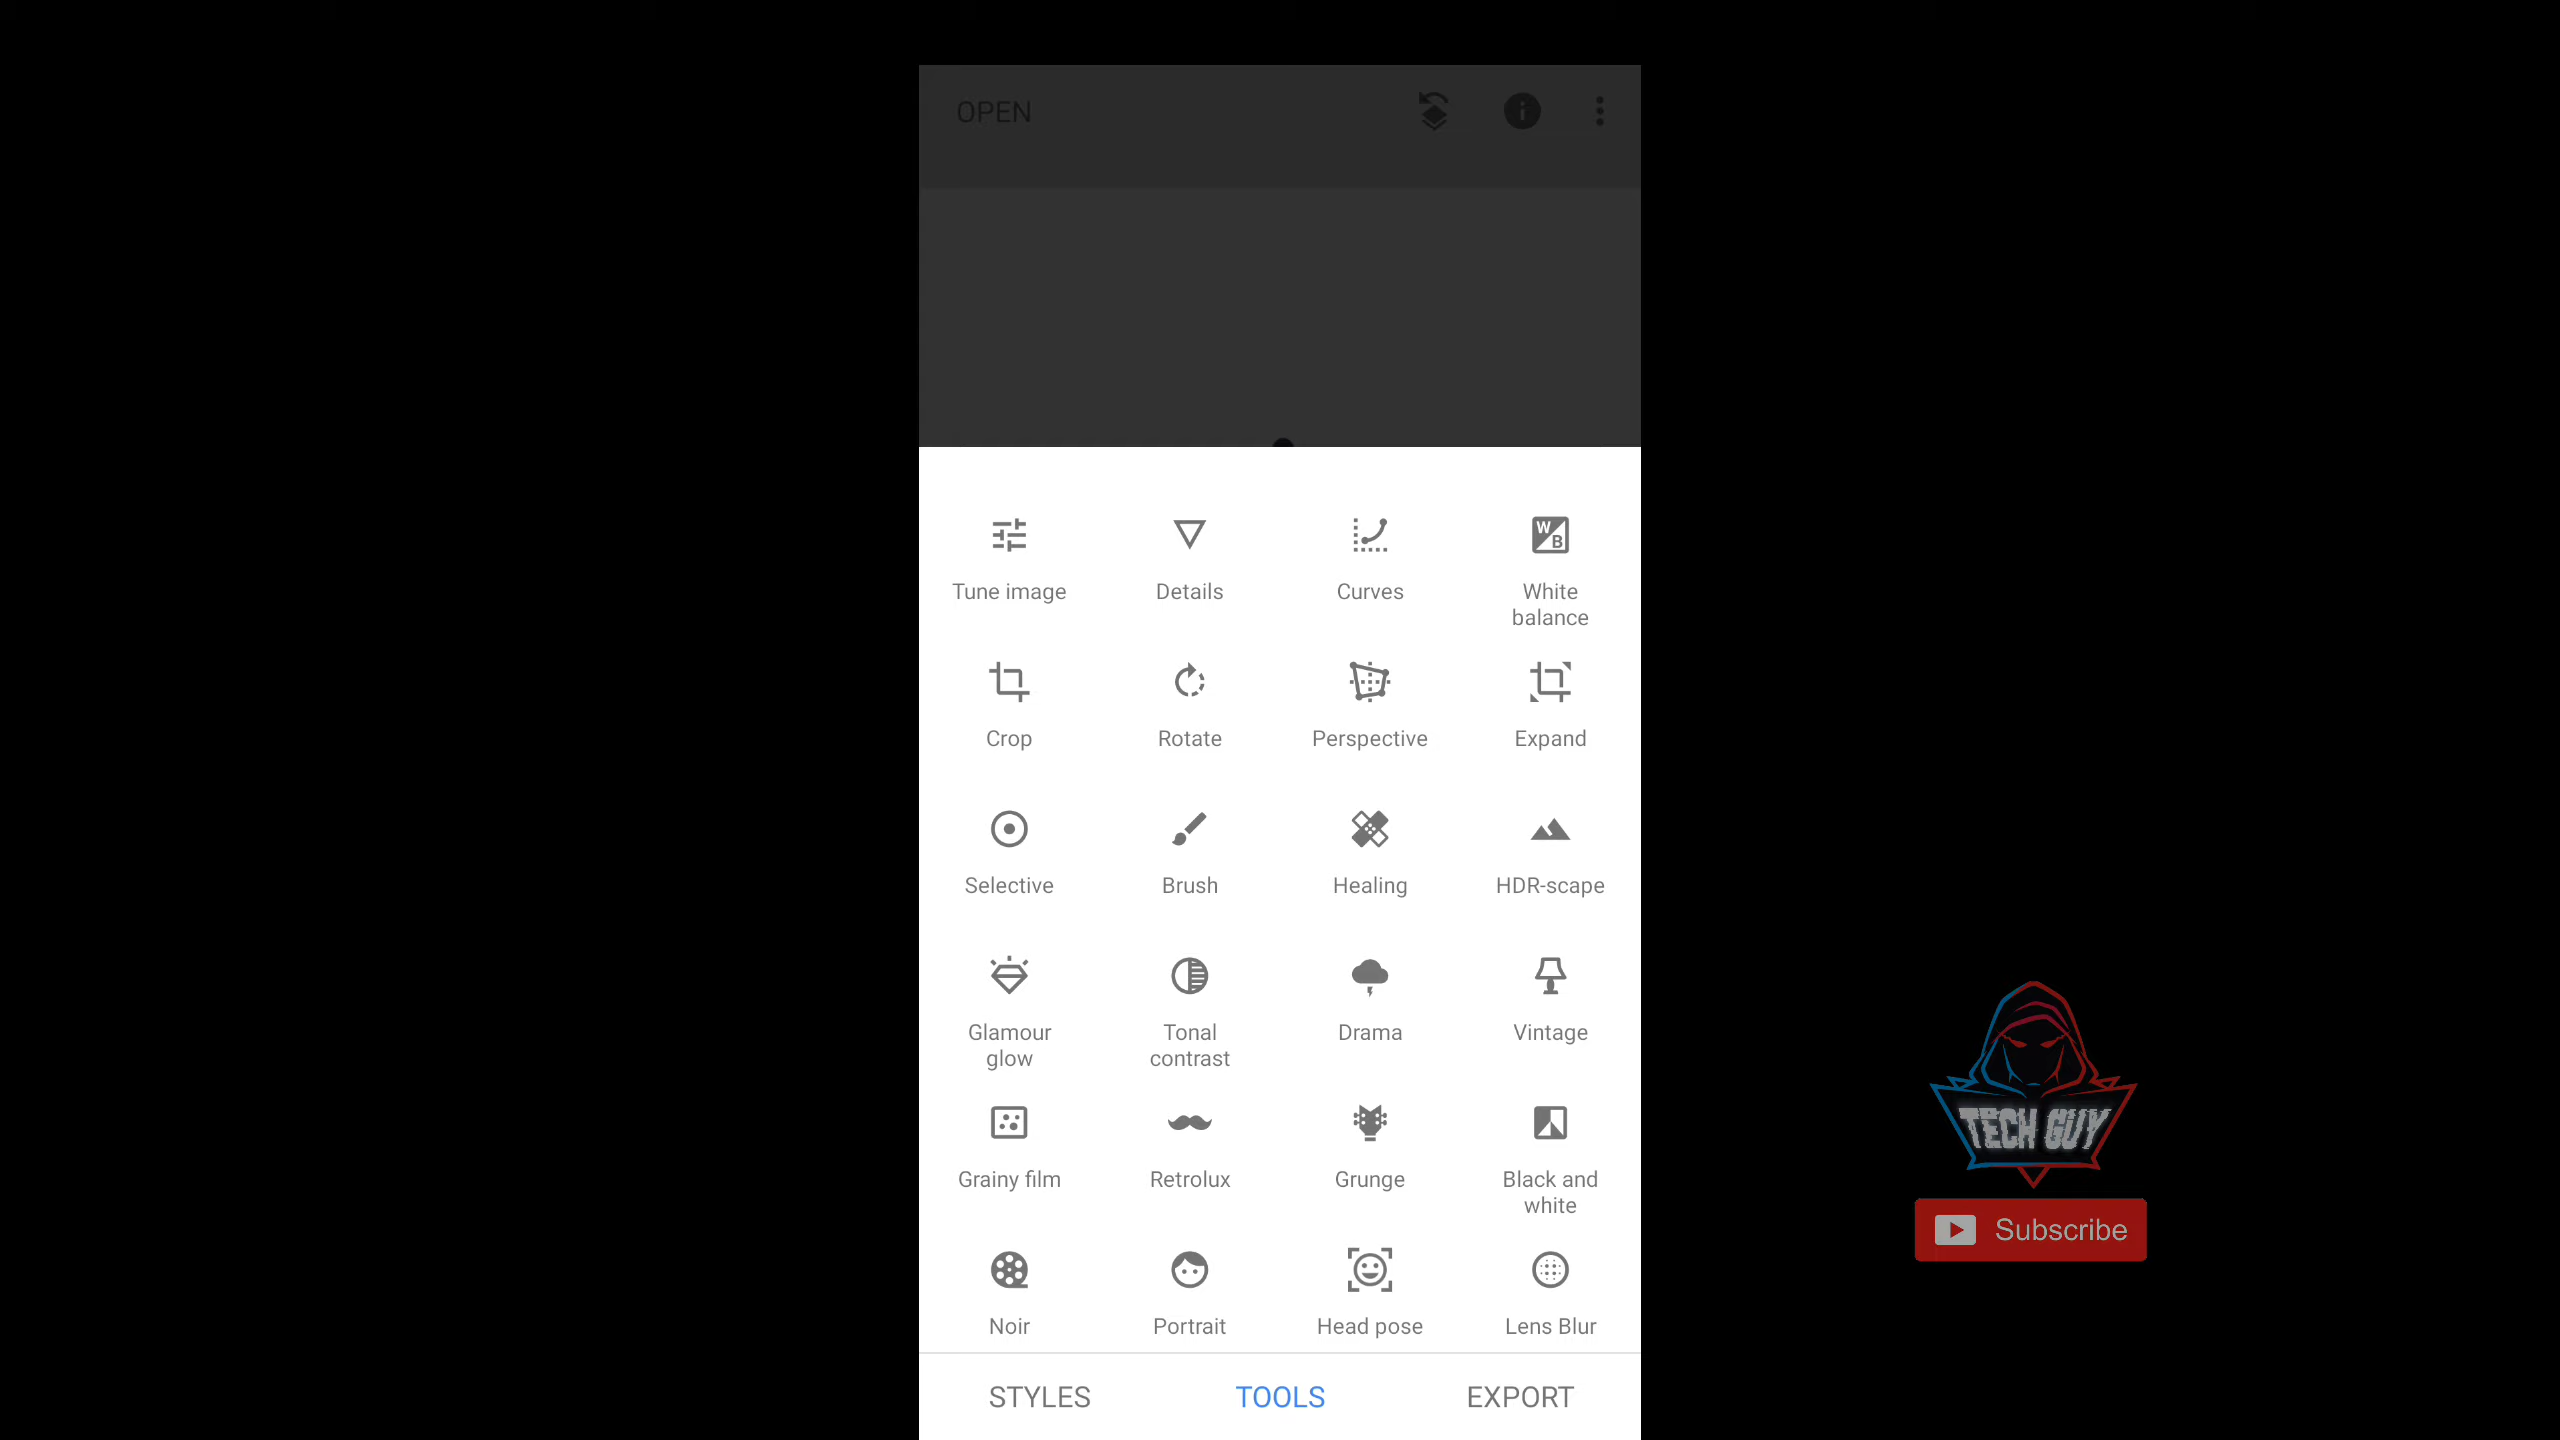 OPEN
Tune image
Details
Curves
White
balance
Crop
Rotate
Perspective
Expand
Selective
Brush
Healing
HDR-scape
Glamour
glow
Tonal
contrast
Drama
Vintage
Grainy film
Retrolux
Grunge
Black and
white
Noir
Portrait
Head pose
Lens Blur
STYLES
TOOLS
EXPORT
TECH GUY
Subscribe